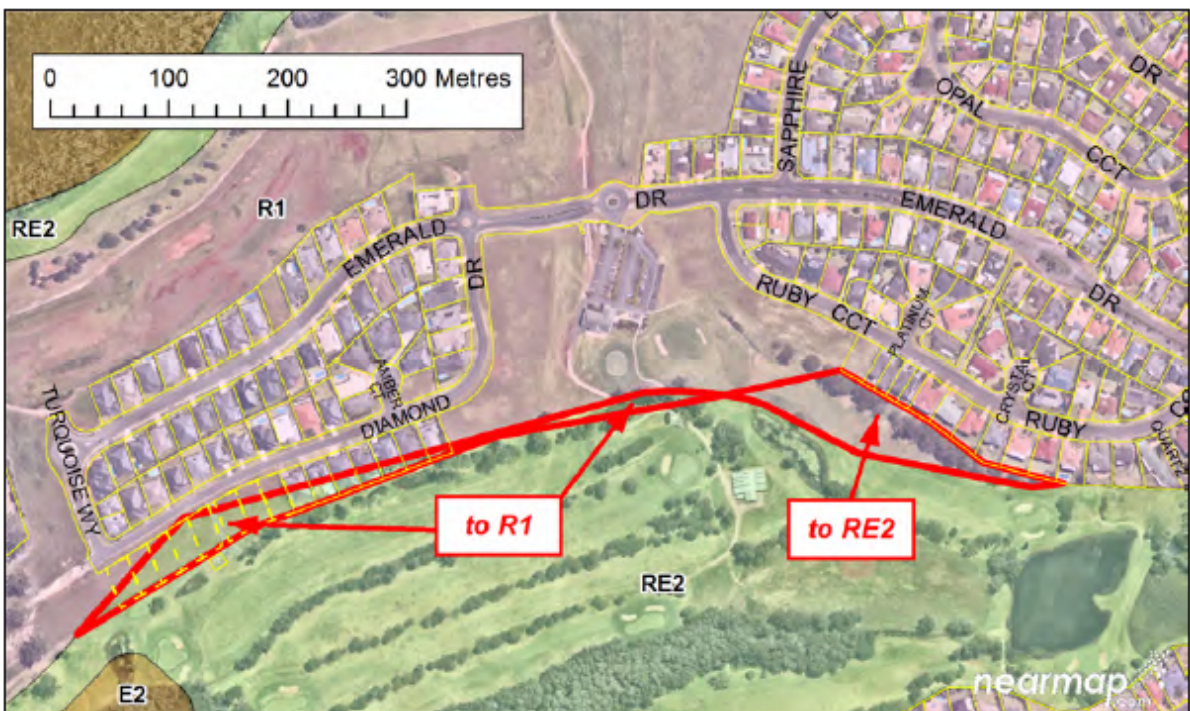 0 100 200 300 Metres
RE2
R1
EMERALD
DR
DR
SAPPHIRE
OPAL
CCT
DR
EMERALD
DR
RUBY
CCT
PLATINUM
CT
CRYSTAL
CT
RUBY
QUARTZ
TURQUOISE WY
AMBER
CT
DIAMOND
to R1
to RE2
RE2
E2
nearmap
.com